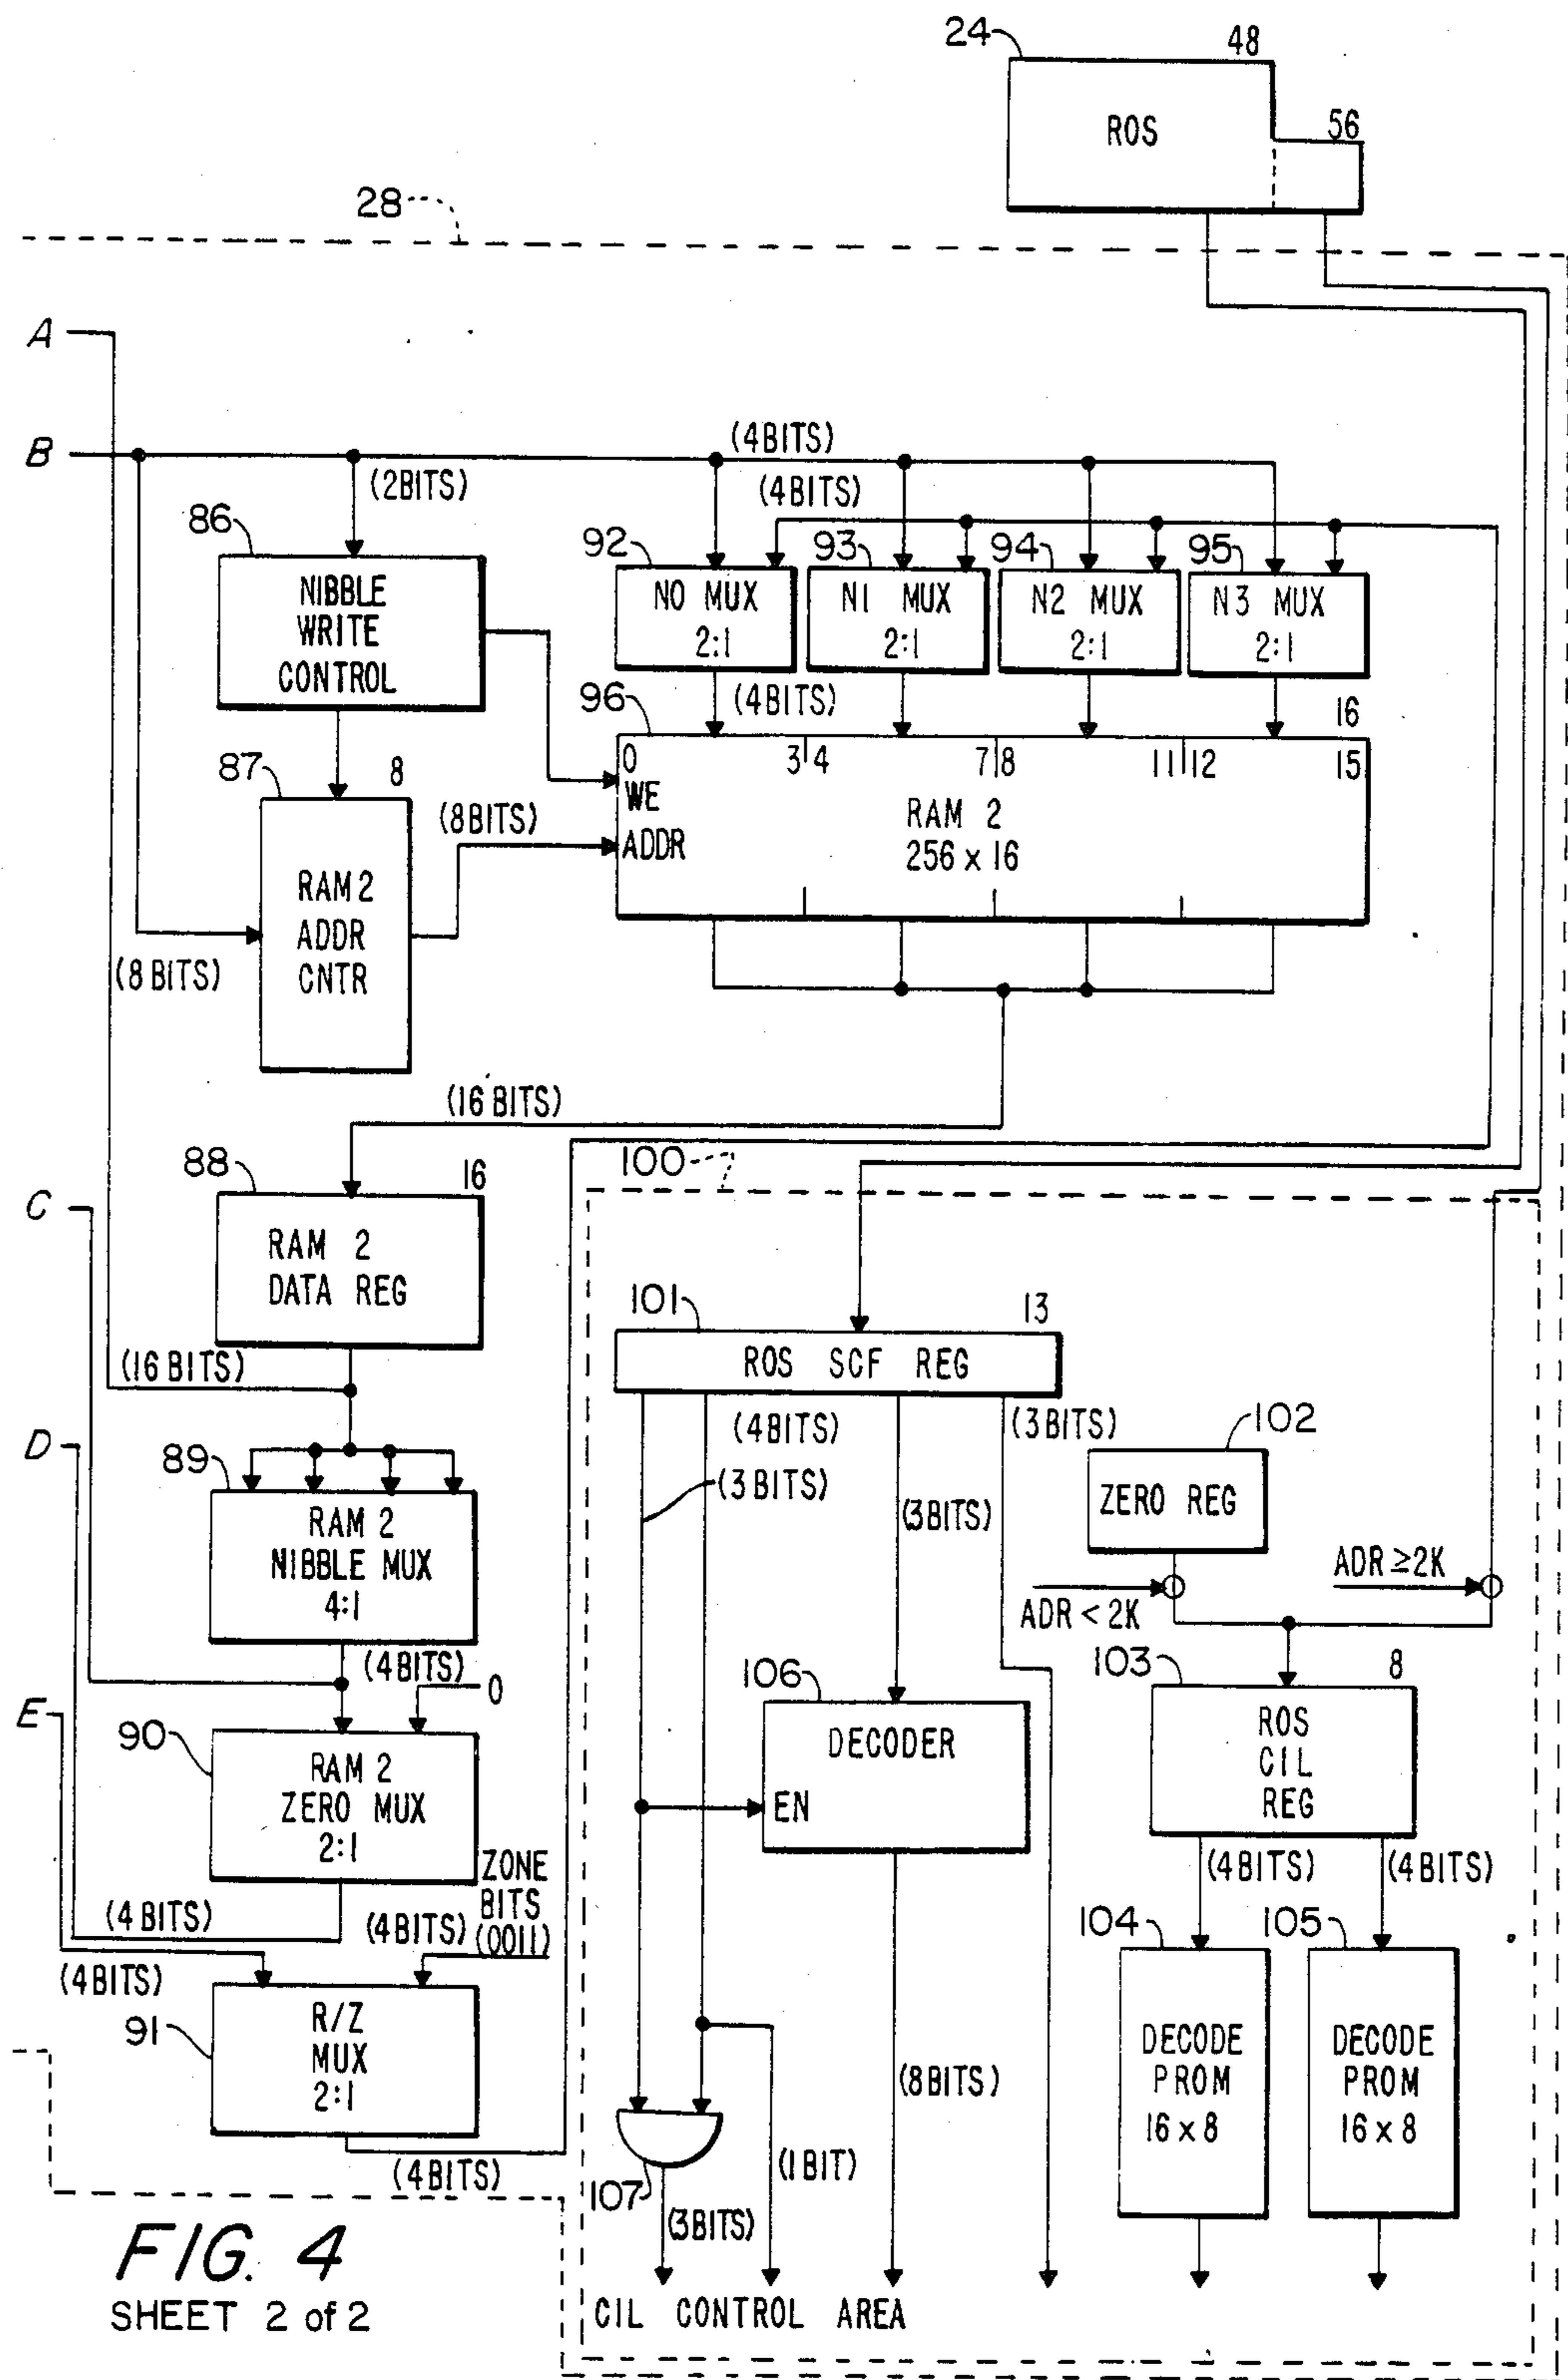 24
48
ROS
56
28
A
B
(4BITS)
(2BITS)
(4BITS)
86
92
93
94
95
NIBBLE
WRITE
CONTROL
N0 MUX
2:1
N1 MUX
2:1
N2 MUX
2:1
N3 MUX
2:1
96
(4BITS)
16
0
3
4
7
8
11
12
15
WE
ADDR
RAM 2
256 x 16
87
8
(8BITS)
RAM2
ADDR
CNTR
(8 BITS)
(16 BITS)
88
16
100
C
RAM 2
DATA REG
101
13
ROS SCF REG
(16 BITS)
(4BITS)
(3BITS)
102
D
89
(3 BITS)
(3BITS)
ZERO REG
RAM 2
NIBBLE MUX
4:1
ADR ≥2K
ADR < 2K
(4BITS)
0
103
8
E
106
90
DECODER
ROS
CIL
REG
RAM 2
ZERO MUX
2:1
EN
ZONE
BITS
(0011)
(4BITS)
(4BITS)
(4 BITS)
(4BITS)
104
105
(4BITS)
91
R/Z
MUX
2:1
DECODE
PROM
16 x 8
DECODE
PROM
16 x 8
(8BITS)
(1BIT)
(4BITS)
107
(3BITS)
FIG. 4
SHEET 2 of 2
CIL CONTROL AREA